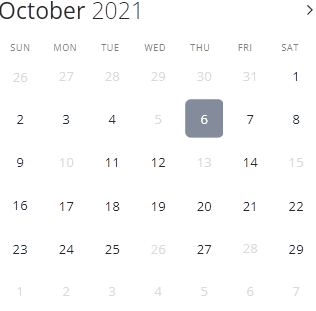 October 2021
SUN MON TUE WED THU FRI SAT
26 27 28 29 30 31 1
2 3 4 5 6 7 8
9 10 11 12 13 14 15
16 17 18 19 20 21 22
23 24 25 26 27 28 29
1 2 3 4 5 6 7